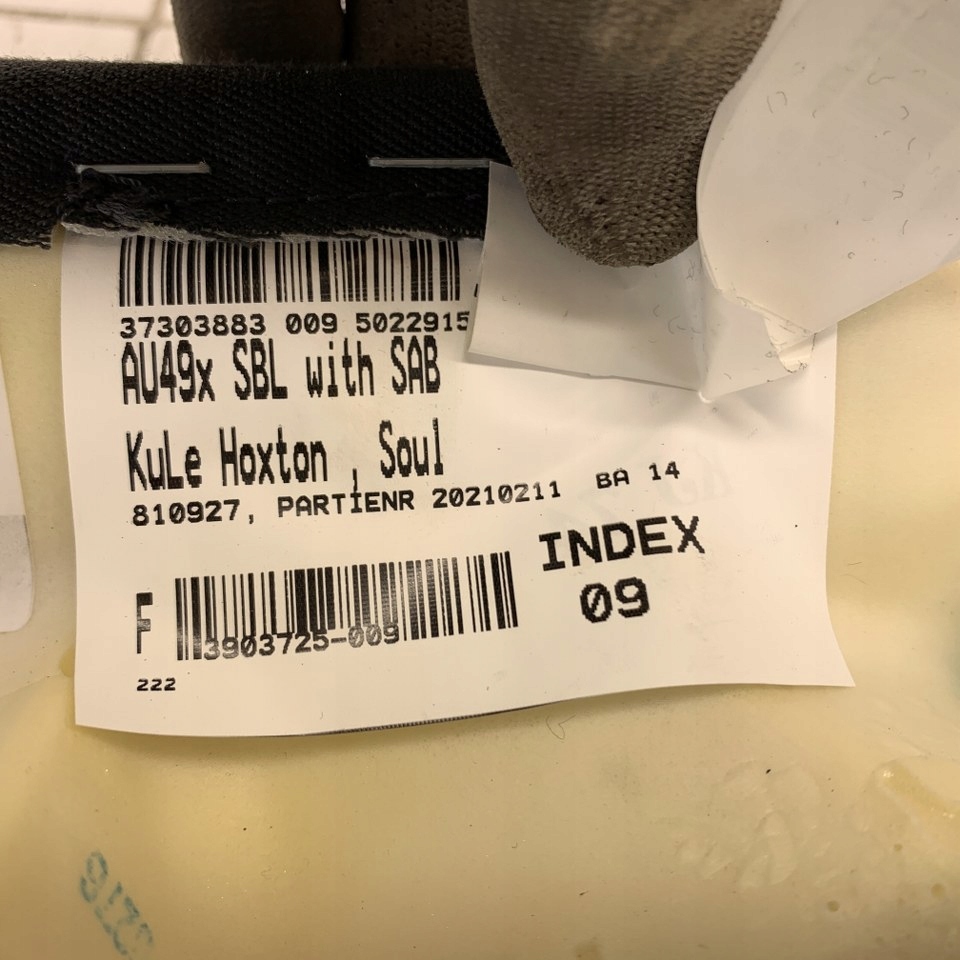 37303883 009 5022915
AU49x SBL with SAB
KuLe Hoxton , Soul
810927, PARTIENR 20210211 BA 14
INDEX
09
F
3903725-009
222